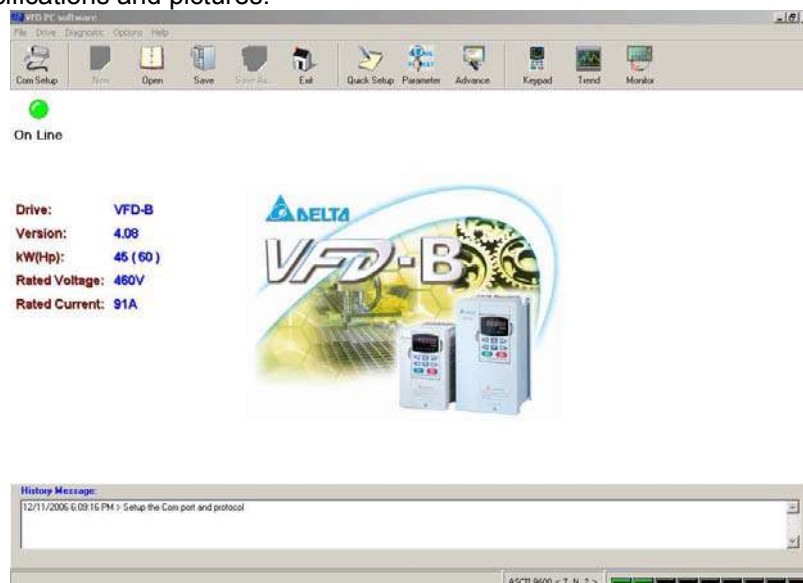 sifications and pictures.
VFD PC software
File Drive Diagnostic Options Help
Com Setup New Open Save Save As.. Exit Quick Setup Parameter Advance Keypad Trend Monitor
On Line
Drive: VFD-B
Version: 4.08
kW(Hp): 45 ( 60 )
Rated Voltage: 460V
Rated Current: 91A
DELTA
VFD-B
History Message:
12/11/2006 6:09:16 PM > Setup the Com port and protocol
ASCII 9600 < 7, N, 2 >